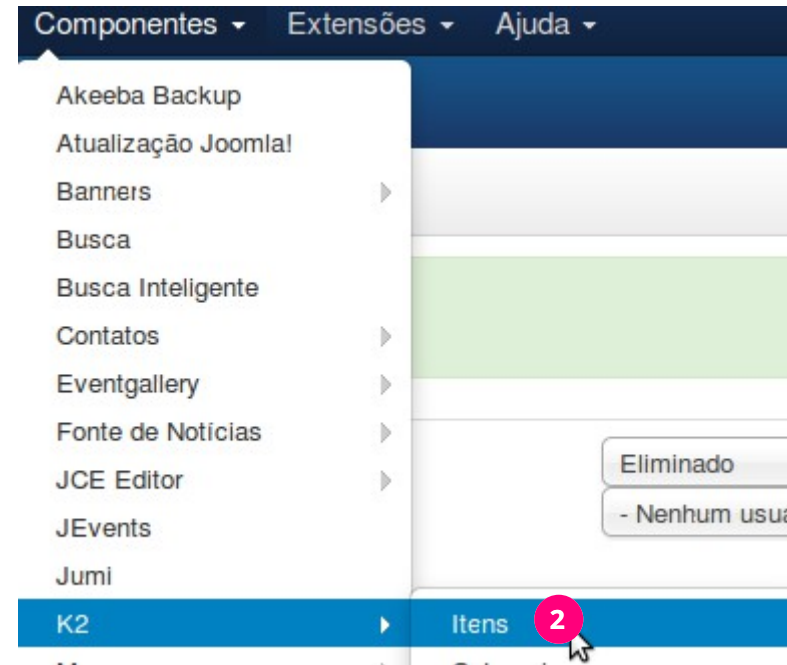 Componentes Extensões Ajuda
Akeeba Backup
Atualização Joomla!
Banners
Busca
Busca Inteligente
Contatos
Eventgallery
Fonte de Notícias
JCE Editor
JEvents
Jumi
K2
Eliminado
- Nenhum
Itens 2